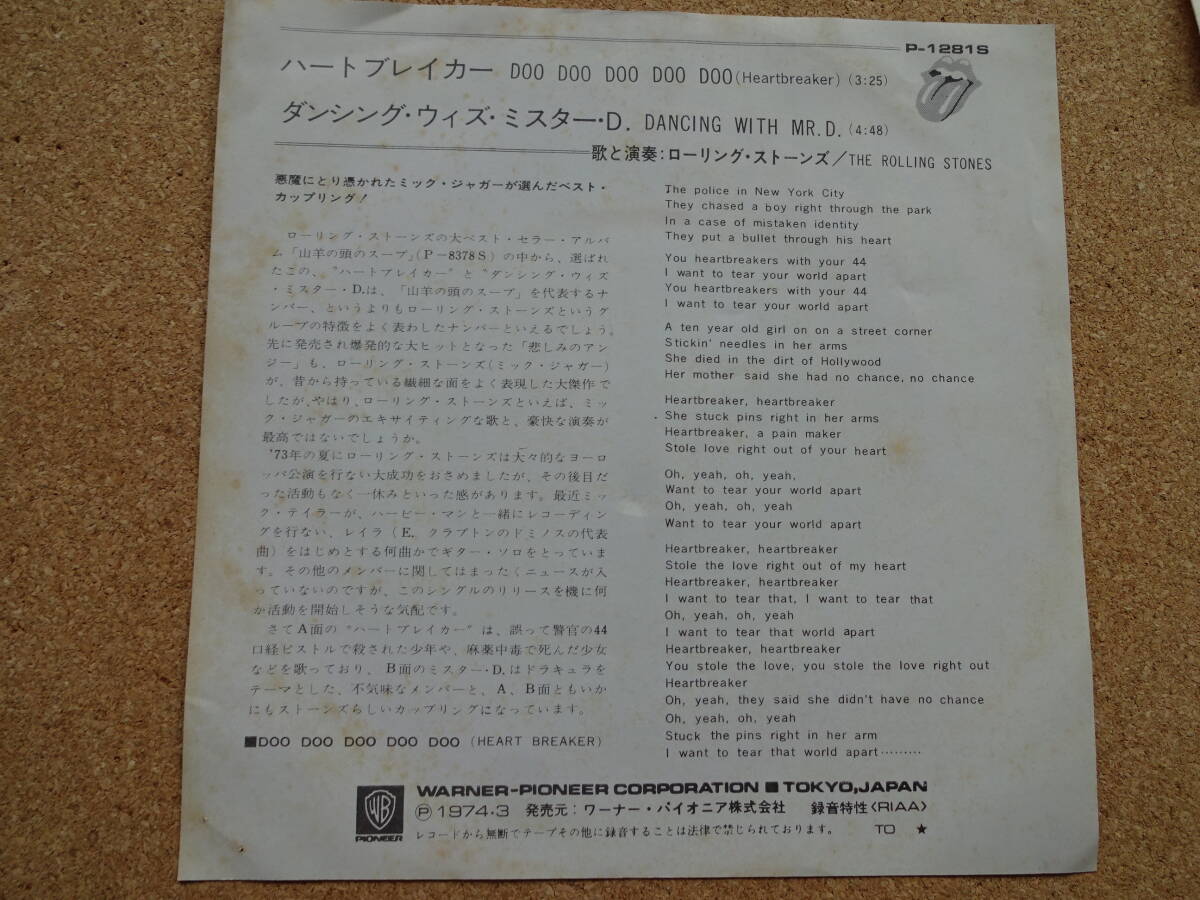 P-1281S
ハートブレイカー DOO DOO DOO DOO DOO (Heartbreaker) (3:25)
ダンシング・ウィズ・ミスター・D. DANCING WITH MR.D. (4:48)
歌と演奏：ローリング・ストーンズ／THE ROLLING STONES
悪魔にとり憑かれたミック・ジャガーが選んだベスト・
カップリング！
ローリング・ストーンズの大ベスト・セラー・アルバ
ム「山羊の頭のスープ」(P－8378S)の中から、選ばれ
たこの、“ハートブレイカー”と“ダンシング・ウィズ
・ミスター・D.は、「山羊の頭のスープ」を代表するナ
ンバー、というよりもローリング・ストーンズという
グループの特徴をよく表わしたナンバーといえるでしょう。
先に発売され爆発的な大ヒットとなった「悲しみのアン
ジー」も、ローリング・ストーンズ(ミック・ジャガー)
が、昔から持っている繊細な面をよく表現した大傑作で
したが、やはり、ローリング・ストーンズといえば、ミッ
ク・ジャガーのエキサイティングな歌と、豪快な演奏が
最高ではないでしょうか。
'73年の夏にローリング・ストーンズは大々的なヨーロ
ッパ公演を行ない大成功をおさめましたが、その後目だ
った活動もなく一休みといった感があります。最近ミッ
ク・テイラーが、ハービー・マンと一緒にレコーディン
グを行ない、レイラ（E．クラプトンのドミノスの代表
曲）をはじめとする何曲かでギター・ソロをとっていま
す。その他のメンバーに関してはまったくニュースが入
っていないのですが、このシングルのリリースを機に何
か活動を開始しそうな気配です。
さてA面の“ハートブレイカー”は、誤って警官の44
口経ピストルで殺された少年や、麻薬中毒で死んだ少女
などを歌っており、B面のミスター・D.はドラキュラを
テーマとした、不気味なメンバーと、A、B面ともいか
にもストーンズらしいカップリングになっています。
■DOO DOO DOO DOO DOO (HEART BREAKER)
The police in New York City
They chased a boy right through the park
In a case of mistaken identity
They put a bullet through his heart
You heartbreakers with your 44
I want to tear your world apart
You heartbreakers with your 44
I want to tear your world apart
A ten year old girl on on a street corner
Stickin' needles in her arms
She died in the dirt of Hollywood
Her mother said she had no chance, no chance
Heartbreaker, heartbreaker
She stuck pins right in her arms
Heartbreaker, a pain maker
Stole love right out of your heart
Oh, yeah, oh, yeah,
Want to tear your world apart
Oh, yeah, oh, yeah
Want to tear your world apart
Heartbreaker, heartbreaker
Stole the love right out of my heart
Heartbreaker, heartbreaker
I want to tear that, I want to tear that
Oh, yeah, oh, yeah
I want to tear that world apart
Heartbreaker, heartbreaker
You stole the love, you stole the love right out
Heartbreaker
Oh, yeah, they said she didn't have no chance
Oh, yeah, oh, yeah
Stuck the pins right in her arm
I want to tear that world apart………
WB
PIONEER
WARNER-PIONEER CORPORATION ■ TOKYO, JAPAN
Ⓟ1974・3 発売元：ワーナー・パイオニア株式会社 録音特性〈RIAA〉
レコードから無断でテープその他に録音することは法律で禁じられております。 TO ★